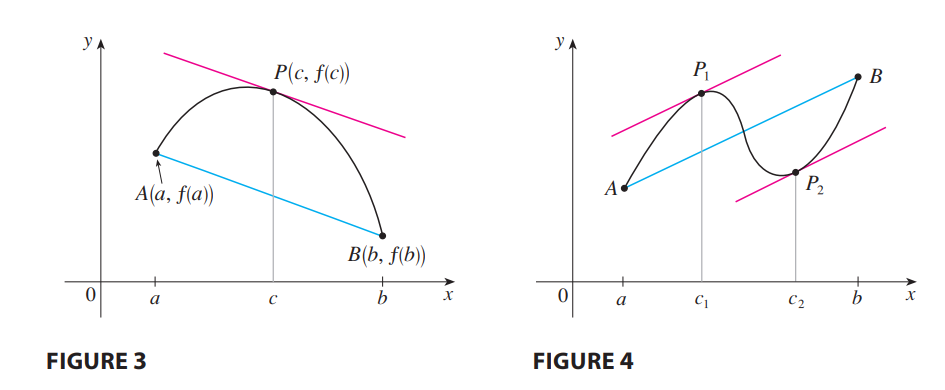 y
P(c, f(c))
A(a, f(a))
B(b, f(b))
0
a
c
b
x
FIGURE 3
y
P₁
B
A
P₂
0
a
c₁
c₂
b
x
FIGURE 4